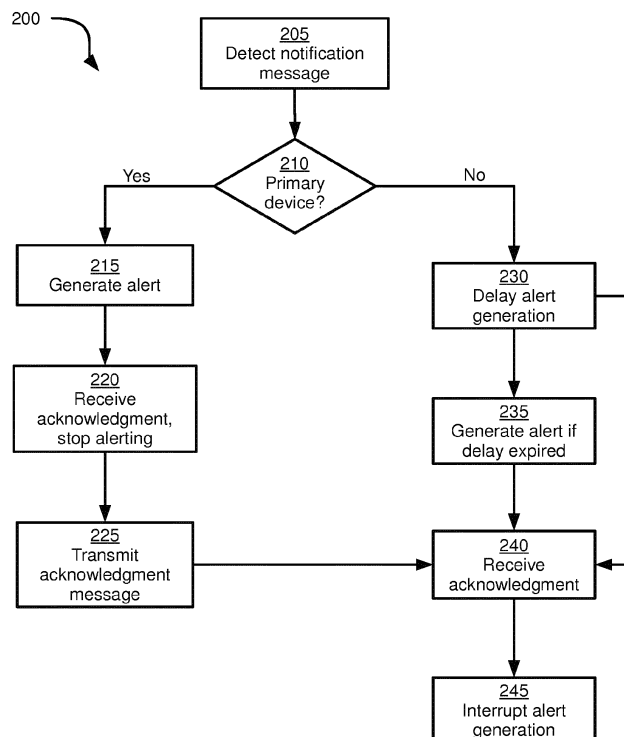 200
205
Detect notification
message
210
Primary
device?
Yes
No
215
Generate alert
230
Delay alert
generation
220
Receive
acknowledgment,
stop alerting
235
Generate alert if
delay expired
225
Transmit
acknowledgment
message
240
Receive
acknowledgment
245
Interrupt alert
generation